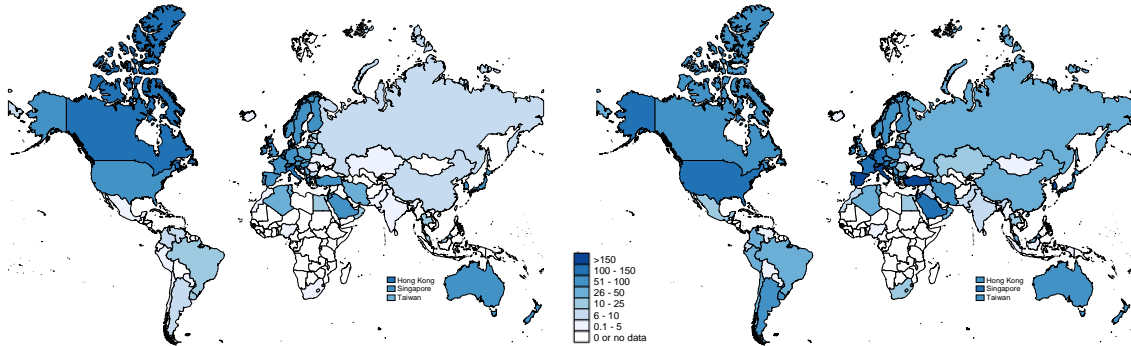 Hong Kong
Singapore
Taiwan
>150
100 - 150
51 - 100
26 - 50
10 - 25
6 - 10
0.1 - 5
0 or no data
Hong Kong
Singapore
Taiwan